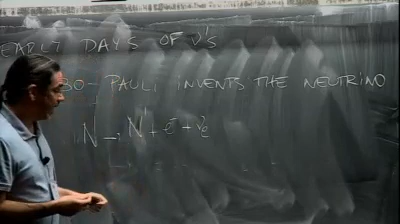 EARLY DAYS OF ν's
30 - PAULI INVENTS THE NEUTRINO
N → N' + e⁻ + ν̄e